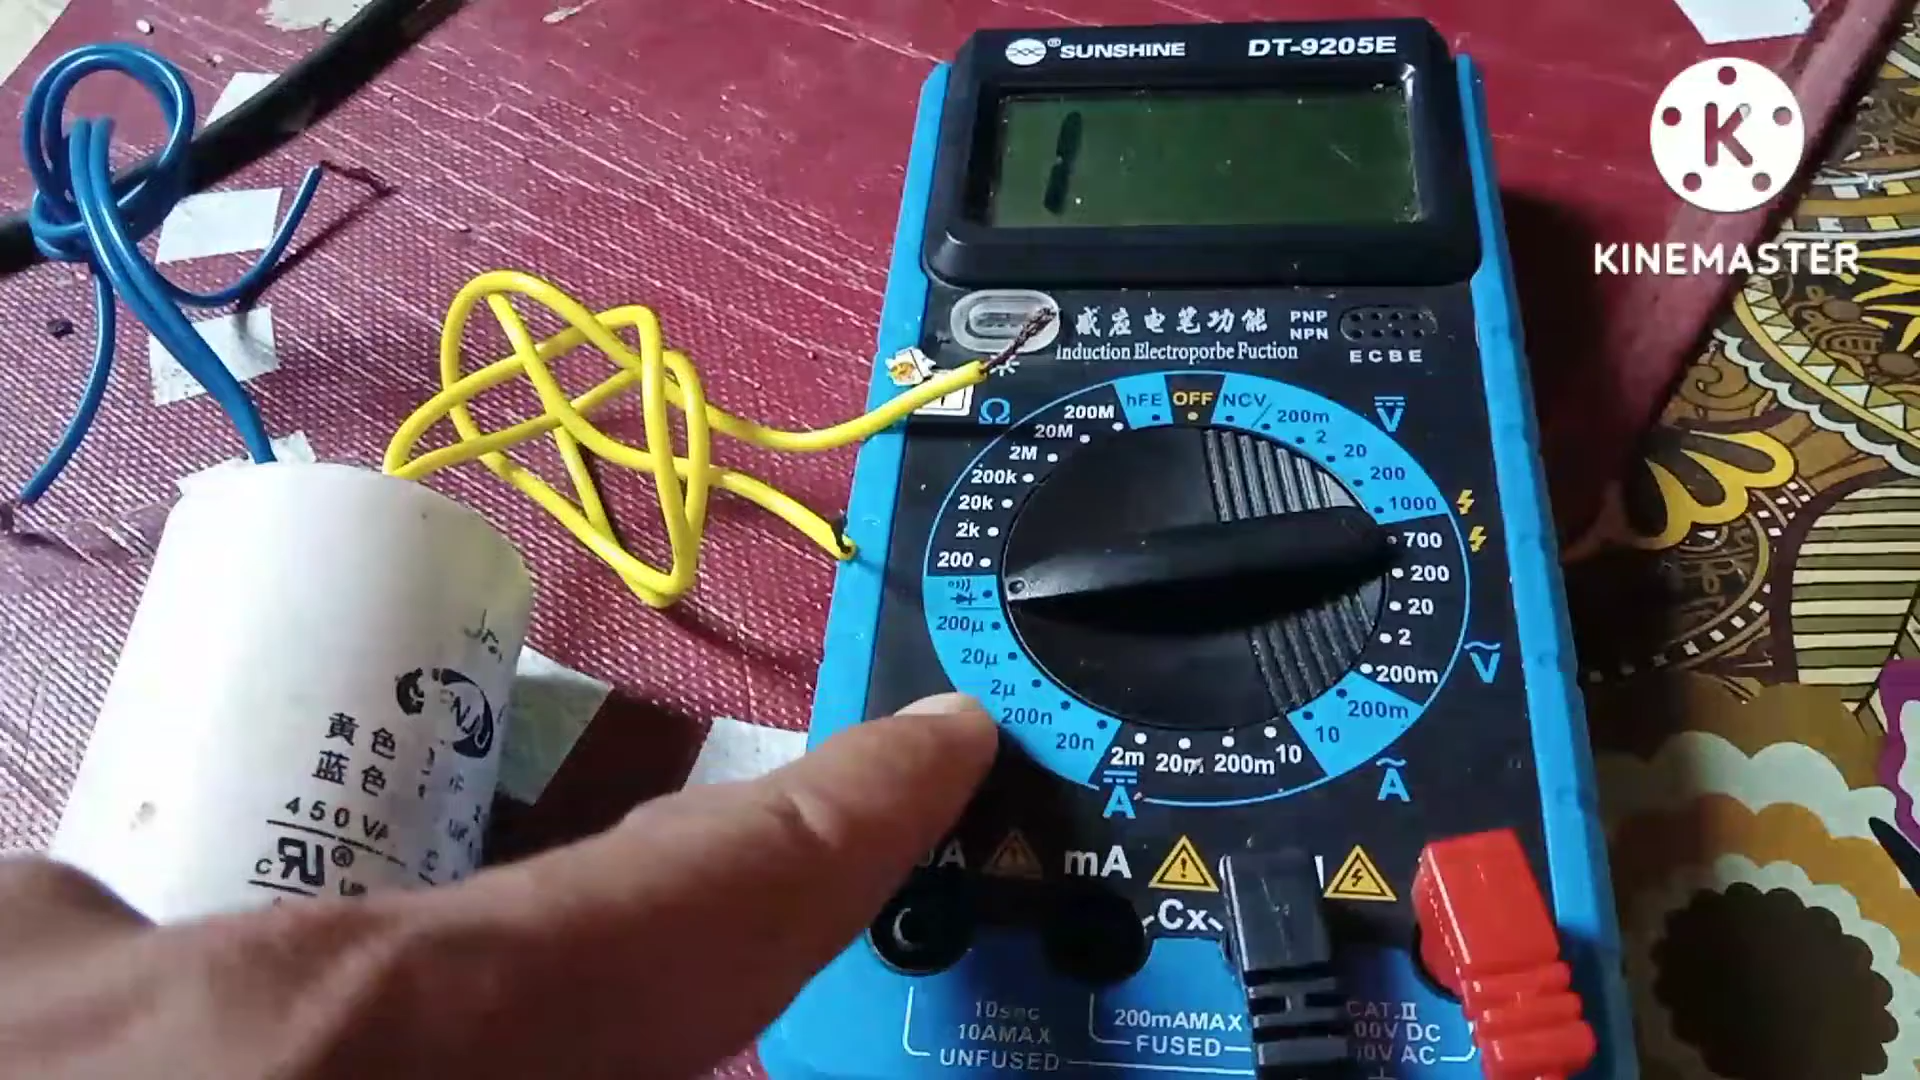 SUNSHINE DT-9205E
KINEMASTER
感应电笔功能
Induction Electroporbe Fuction
PNP
NPN
E C B E
Ω
hFE OFF NCV
200M
20M
2M
200k
20k
2k
200
200m
2
20
200
1000
V
700
200
20
2
200m
V
200µ
20µ
2µ
200n
20n
2m 20m 200m 10
A
200m
10
A
mA
Cx
10sec
10AMAX
UNFUSED
200mAMAX
FUSED
CAT.II
V DC
V AC
黄色
蓝色
450 VA
c RU®